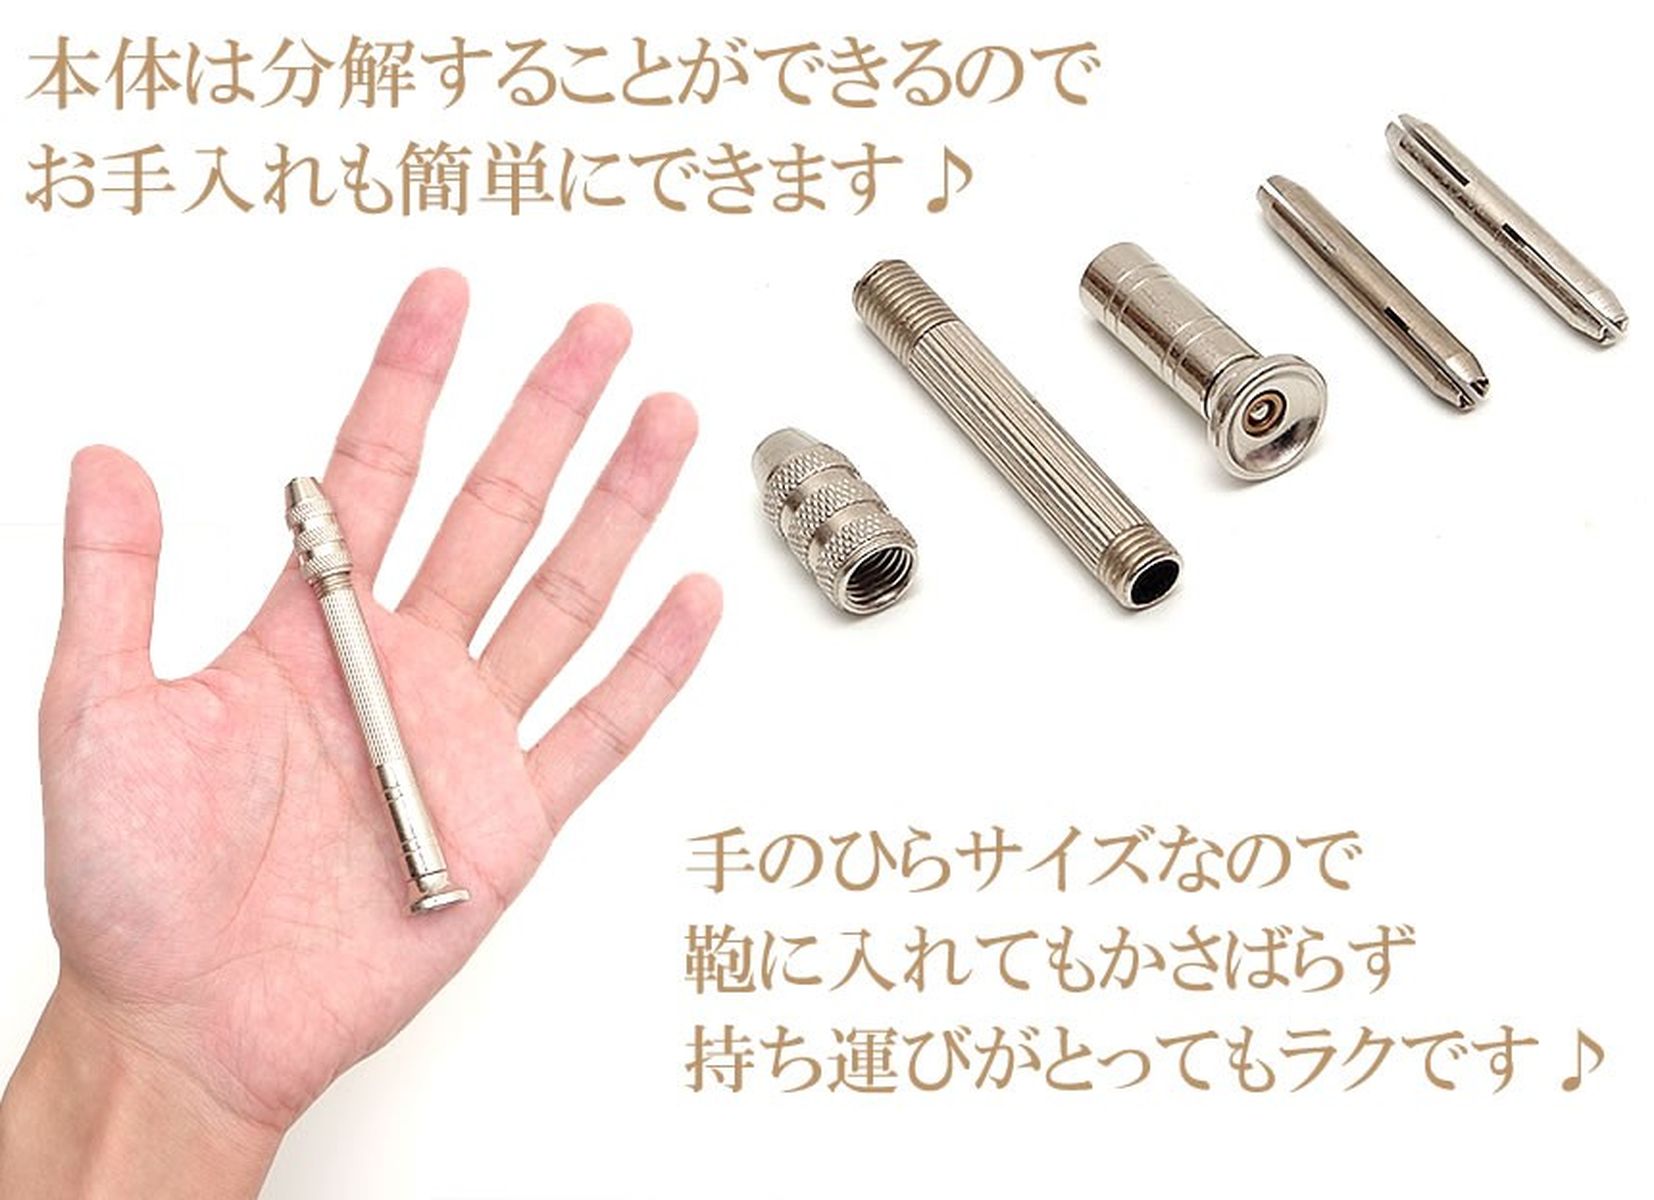 本体は分解することができるので
お手入れも簡単にできます♪
手のひらサイズなので
鞄に入れてもかさばらず
持ち運びがとってもラクです♪